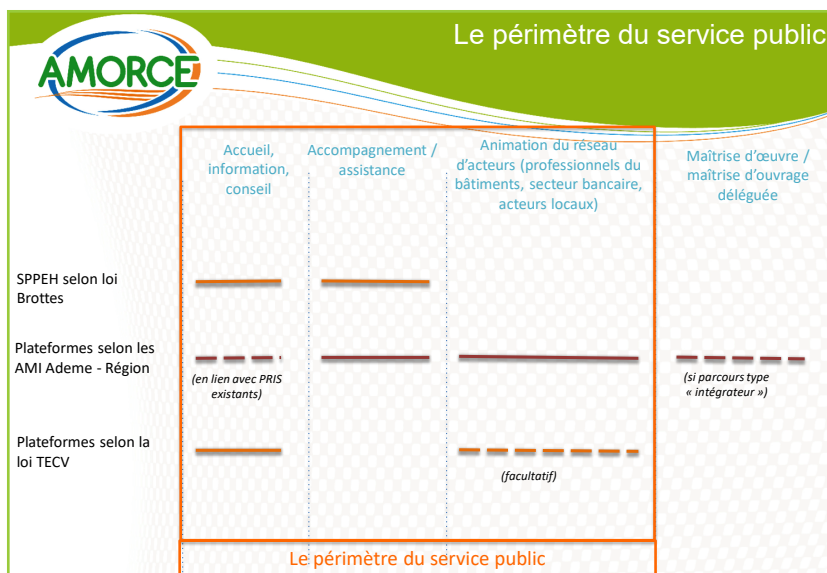 Le périmètre du service public
AMORCE
Accueil,
information,
conseil
Accompagnement /
assistance
Animation du réseau
d'acteurs (professionnels du
bâtiments, secteur bancaire,
acteurs locaux)
Maîtrise d'œuvre /
maîtrise d'ouvrage
déléguée
SPPEH selon loi
Brottes
Plateformes selon les
AMI Ademe - Région
(en lien avec PRIS
existants)
(si parcours type
« intégrateur »)
Plateformes selon la
loi TECV
(facultatif)
Le périmètre du service public